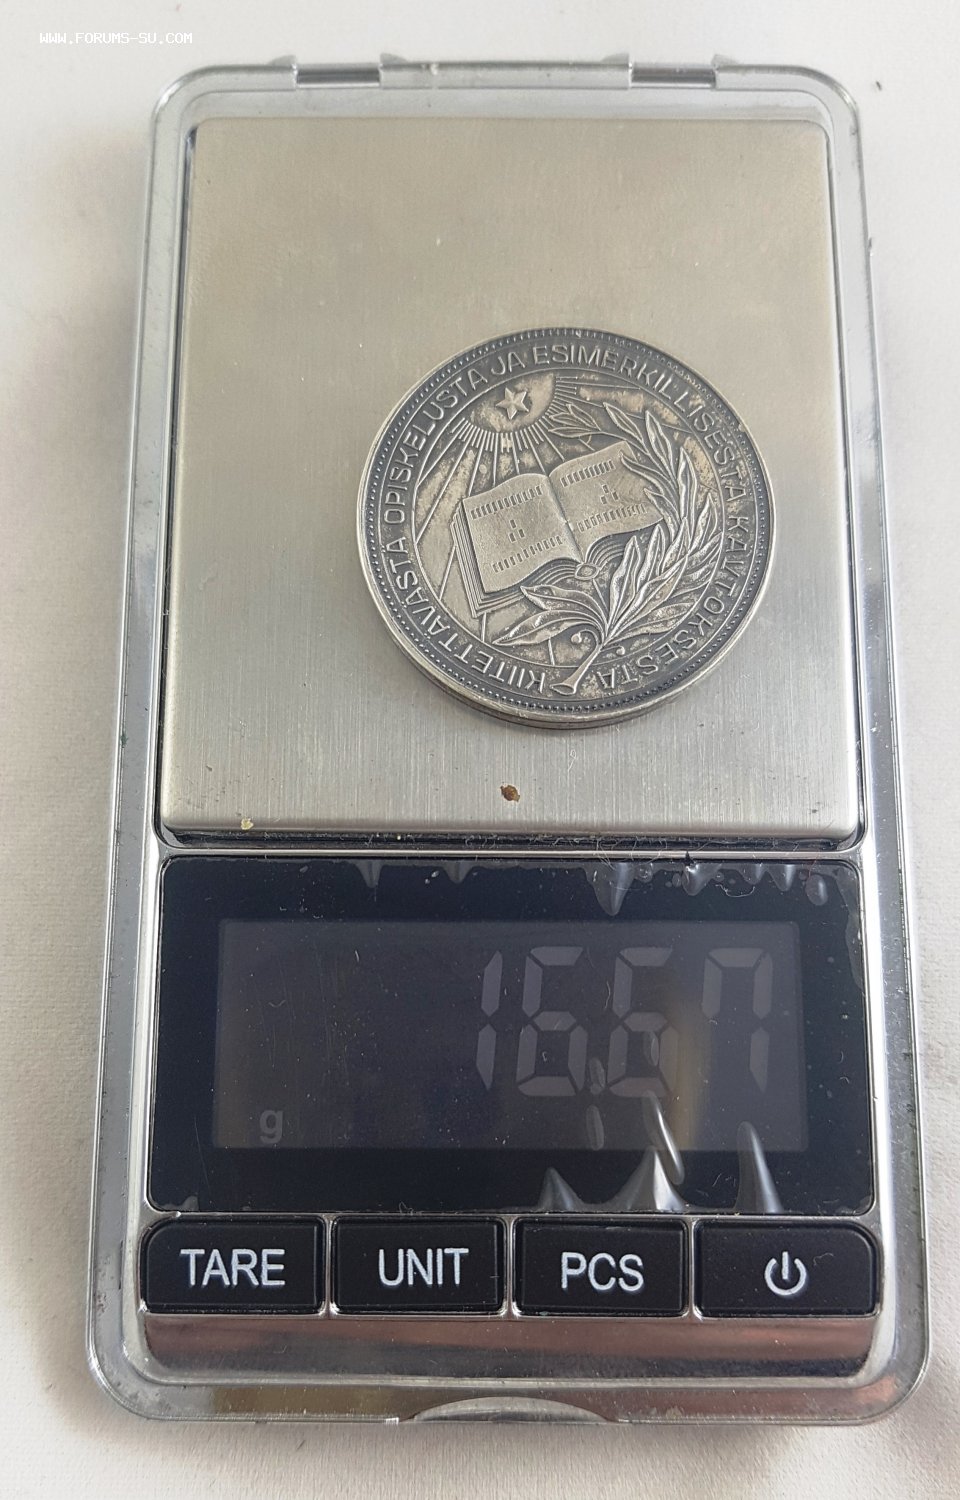 WWW.FORUMS-SU.COM
KIITETTÄVÄSTÄ OPISKELUSTA JA ESIMERKILLISESTÄ KÄYTÖKSESTÄ
16.67
g
TARE UNIT PCS